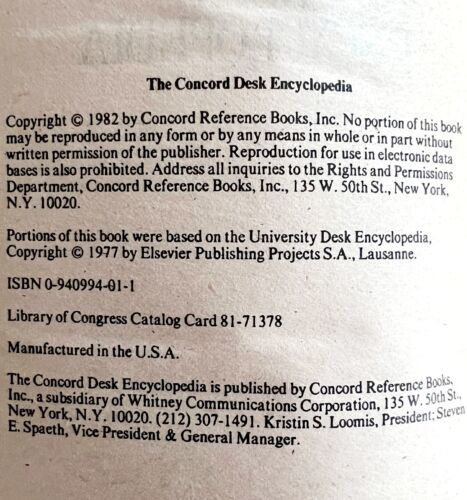 The Concord Desk Encyclopedia
Copyright © 1982 by Concord Reference Books, Inc. No portion of this book
may be reproduced in any form or by any means in whole or in part without
written permission of the publisher. Reproduction for use in electronic data
bases is also prohibited. Address all inquiries to the Rights and Permissions
Department, Concord Reference Books, Inc., 135 W. 50th St., New York,
N.Y. 10020.
Portions of this book were based on the University Desk Encyclopedia,
Copyright © 1977 by Elsevier Publishing Projects S.A., Lausanne.
ISBN 0-940994-01-1
Library of Congress Catalog Card 81-71378
Manufactured in the U.S.A.
The Concord Desk Encyclopedia is published by Concord Reference Books,
Inc., a subsidiary of Whitney Communications Corporation, 135 W. 50th St.,
New York, N.Y. 10020. (212) 307-1491. Kristin S. Loomis, President; Steven
E. Spaeth, Vice President & General Manager.